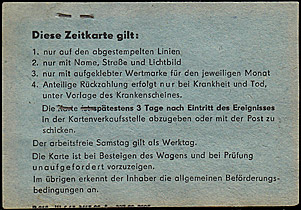 Diese Zeitkarte gilt:
1. nur auf den abgestempelten Linien
2. nur mit Name, Straße und Lichtbild
3. nur mit aufgeklebter Wertmarke für den jeweiligen Monat
4. Anteilige Rückzahlung erfolgt nur bei Krankheit und Tod,
unter Vorlage des Krankenscheines.
Die Karte ist spätestens 3 Tage nach Eintritt des Ereignisses
in der Kartenverkaufsstelle abzugeben oder mit der Post zu
schicken.
Der arbeitsfreie Samstag gilt als Werktag.
Die Karte ist bei Besteigen des Wagens und bei Prüfung
unaufgefordert vorzuzeigen.
Im übrigen erkennt der Inhaber die allgemeinen Beförderungs-
bedingungen an.